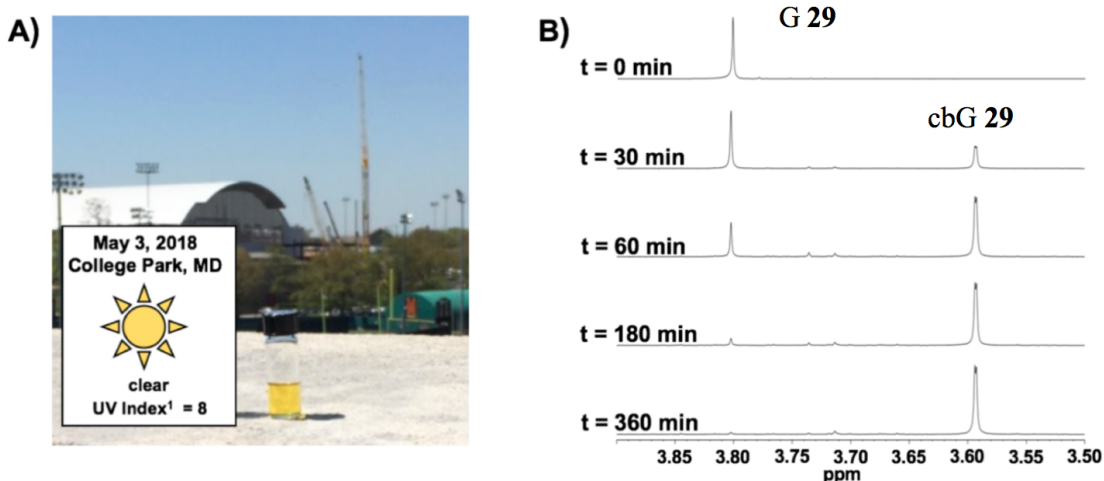 A)
May 3, 2018
College Park, MD
clear
UV Index¹ = 8
B)
G 29
t = 0 min
cbG 29
t = 30 min
t = 60 min
t = 180 min
t = 360 min
3.85 3.80 3.75 3.70 3.65 3.60 3.55 3.50
ppm